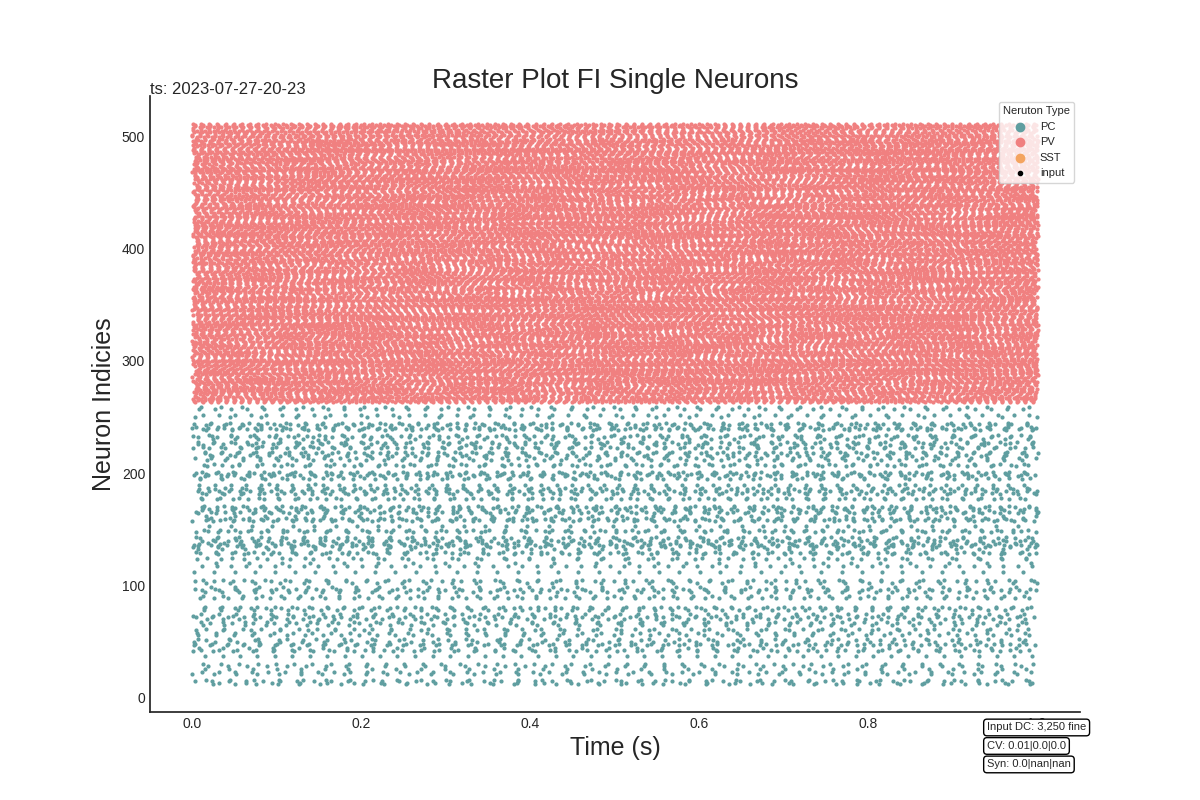 Raster Plot FI Single Neurons
ts: 2023-07-27-20-23
Neruton Type
PC
PV
SST
input
Neuron Indicies
500
400
300
200
100
0
0.0 0.2 0.4 0.6 0.8
Time (s)
Input DC: 3,250 fine
CV: 0.01|0.0|0.0
Syn: 0.0|nan|nan